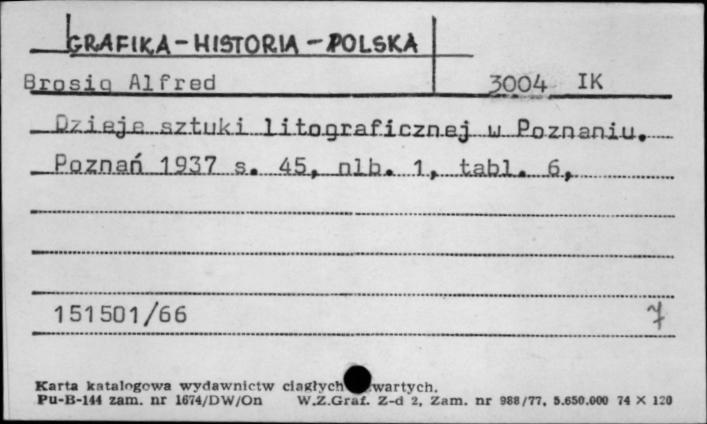 GRAFIKA - HISTORIA - POLSKA
Brosig Alfred 3004 IK
Dzieje sztuki litograficznej w Poznaniu.
Poznań 1937 s. 45, nlb. 1, tabl. 6,
151501/66 7
Karta katalogowa wydawnictw ciągłych wartych.
Pu-B-144 zam. nr 1674/DW/On W.Z.Graf. Z-d 2, Zam. nr 988/77, 5.650.000 74 × 120